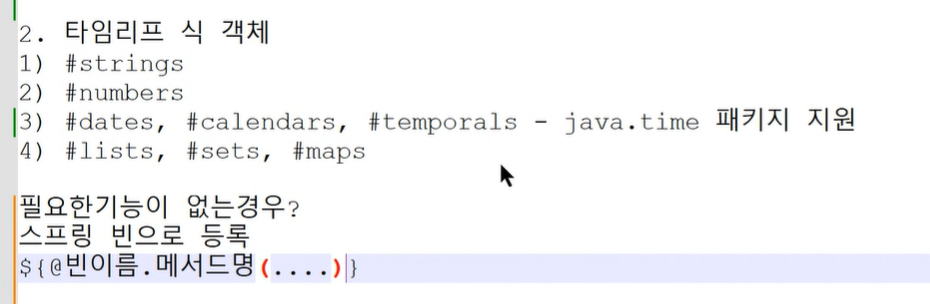 2. 타임리프 식 객체
1) #strings
2) #numbers
3) #dates, #calendars, #temporals - java.time 패키지 지원
4) #lists, #sets, #maps
필요한기능이 없는경우?
스프링 빈으로 등록
${@빈이름.메서드명(....)}